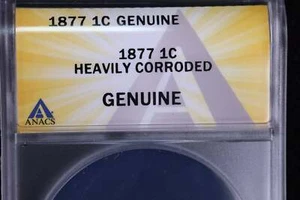 1877 1C GENUINE
1877 1C
HEAVILY CORRODED
GENUINE
ANACS